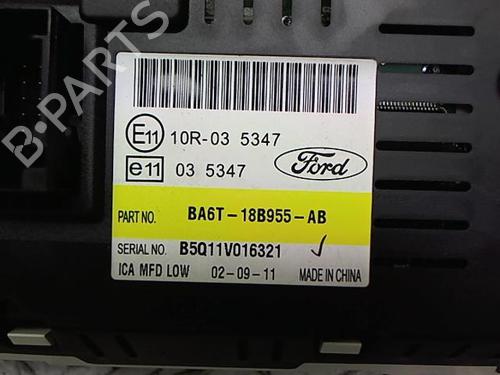 B-PARTS
E11 10R-03 5347
e11 03 5347
Ford
PART NO. BA6T-18B955-AB
SERIAL NO. B5Q11V016321
ICA MFD LOW 02-09-11 MADE IN CHINA